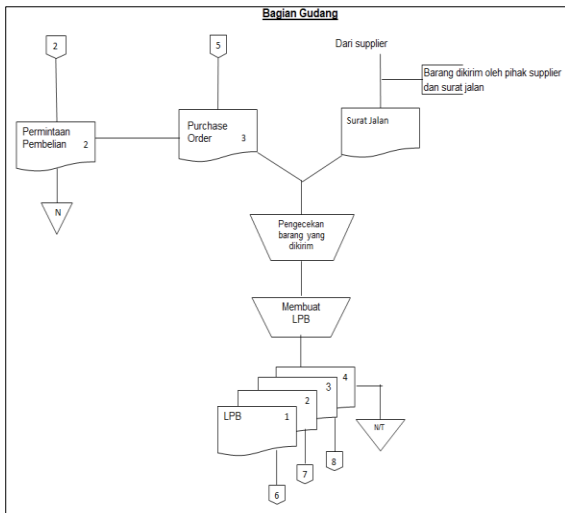 Bagian Gudang
2
5
Dari supplier
Barang dikirim oleh pihak supplier
dan surat jalan
Permintaan
Pembelian 2
Purchase
Order 3
Surat Jalan
N
Pengecekan
barang yang
dikirim
Membuat
LPB
4
3
2
LPB 1
N/T
8
7
6